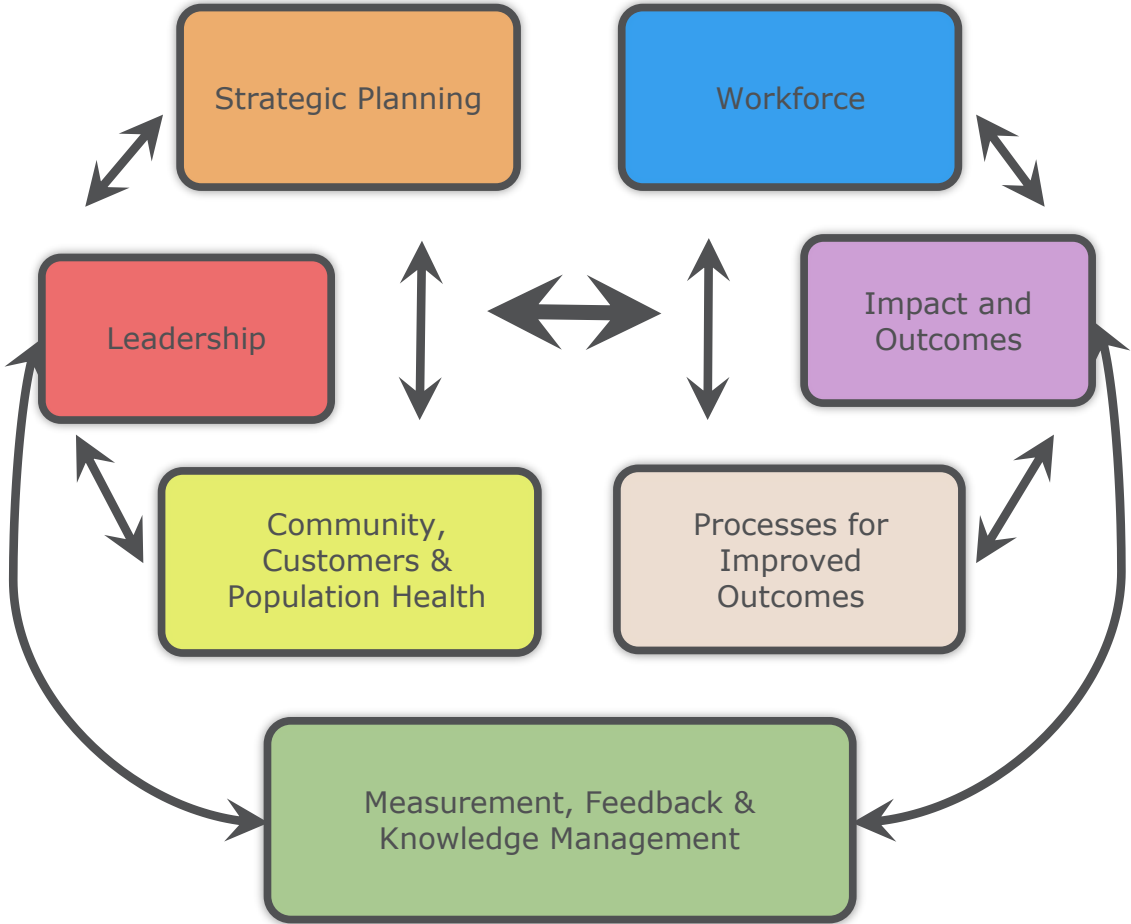 Strategic Planning
Workforce
Leadership
Impact and
Outcomes
Community,
Customers &
Population Health
Processes for
Improved
Outcomes
Measurement, Feedback &
Knowledge Management